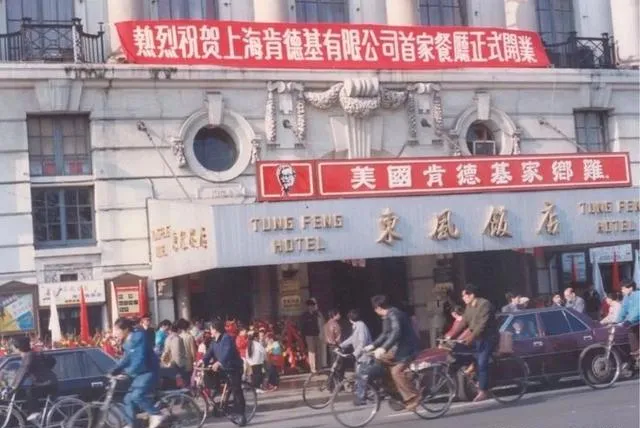 熱烈祝贺上海肯德基有限公司首家餐廳正式開業
美國肯德基家鄉雞
TUNG FENG
HOTEL
東風飯店
TUNG FENG
HOTEL